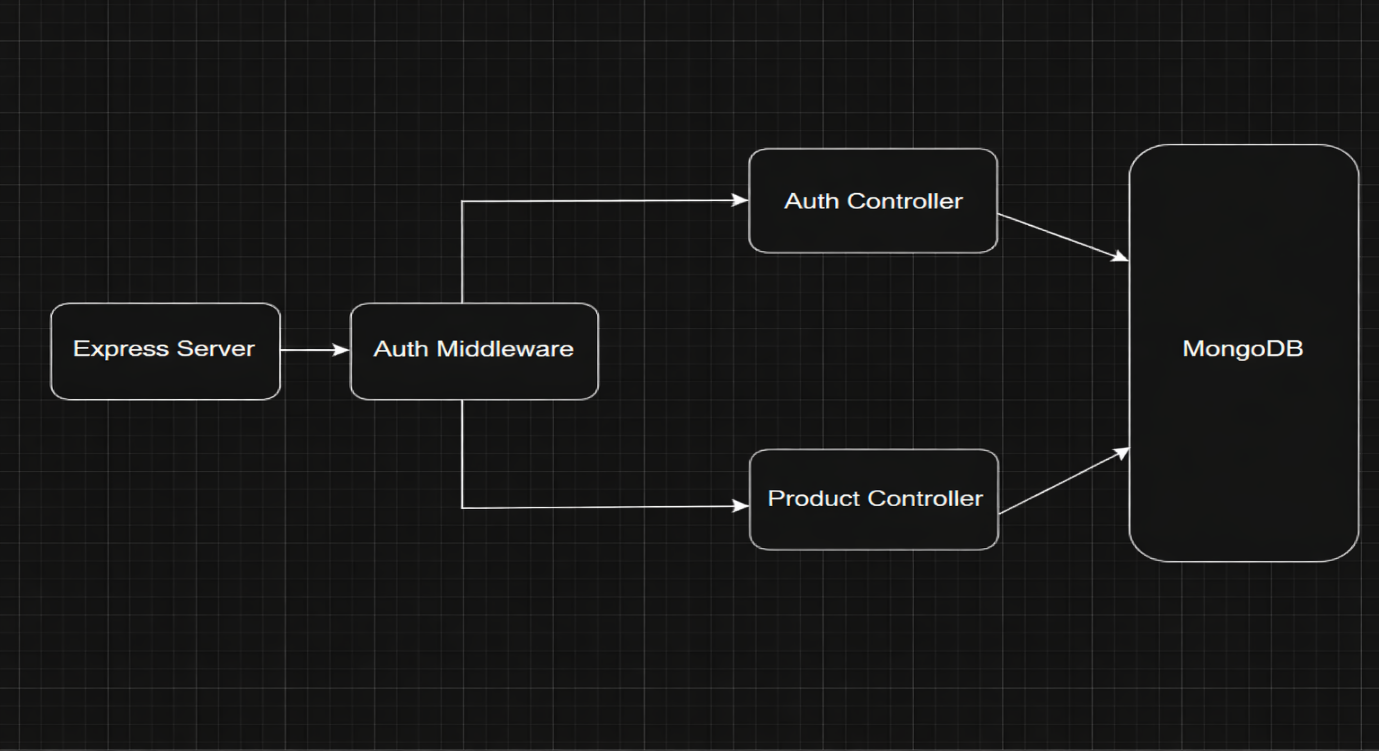 Express Server
Auth Middleware
Auth Controller
Product Controller
MongoDB